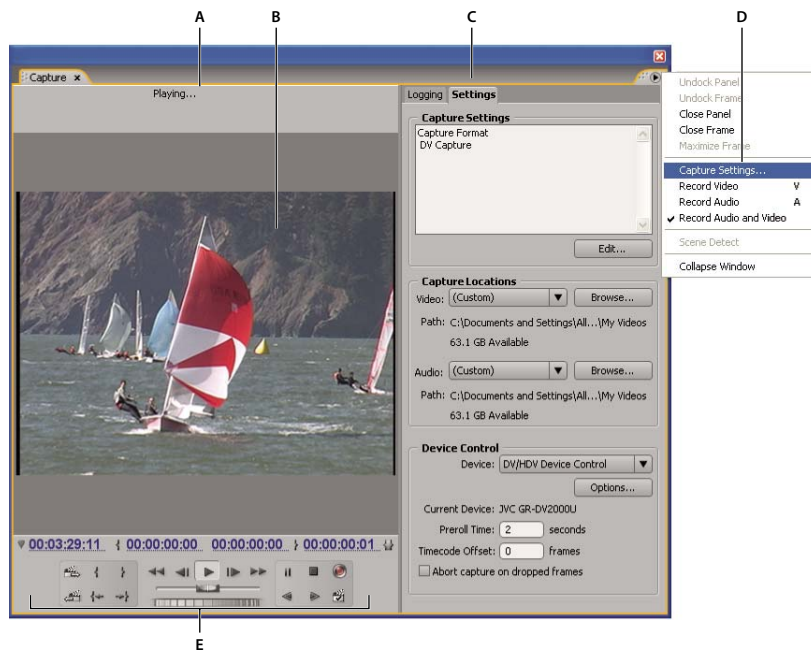 A B C D
Capture ×
Playing...
Logging Settings
Capture Settings
Capture Format
DV Capture
Edit...
Capture Locations
Video: (Custom) Browse...
Path: C:\Documents and Settings\All...\My Videos
63.1 GB Available
Audio: (Custom) Browse...
Path: C:\Documents and Settings\All...\My Videos
63.1 GB Available
Device Control
Device: DV/HDV Device Control
Options...
Current Device: JVC GR-DV2000U
Preroll Time: 2 seconds
Timecode Offset: 0 frames
Abort capture on dropped frames
Undock Panel
Undock Frame
Close Panel
Close Frame
Maximize Frame
Capture Settings...
Record Video V
Record Audio A
Record Audio and Video
Scene Detect
Collapse Window
00:03:29:11 { 00:00:00:00 00:00:00:00 } 00:00:00:01
E